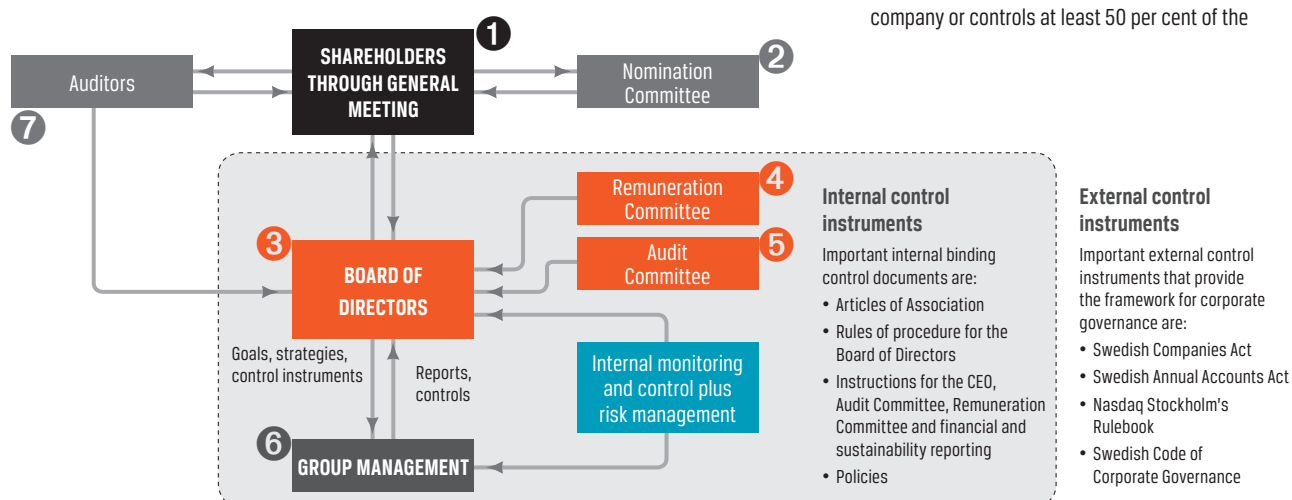 company or controls at least 50 per cent of the
1
SHAREHOLDERS
THROUGH GENERAL
MEETING
2
Nomination
Committee
Auditors
7
4
Remuneration
Committee
5
Audit
Committee
3
BOARD OF
DIRECTORS
Goals, strategies,
control instruments
Reports,
controls
Internal monitoring
and control plus
risk management
6
GROUP MANAGEMENT
Internal control
instruments
Important internal binding
control documents are:
• Articles of Association
• Rules of procedure for the
Board of Directors
• Instructions for the CEO,
Audit Committee, Remuneration
Committee and financial and
sustainability reporting
• Policies
External control
instruments
Important external control
instruments that provide
the framework for corporate
governance are:
• Swedish Companies Act
• Swedish Annual Accounts Act
• Nasdaq Stockholm's
Rulebook
• Swedish Code of
Corporate Governance